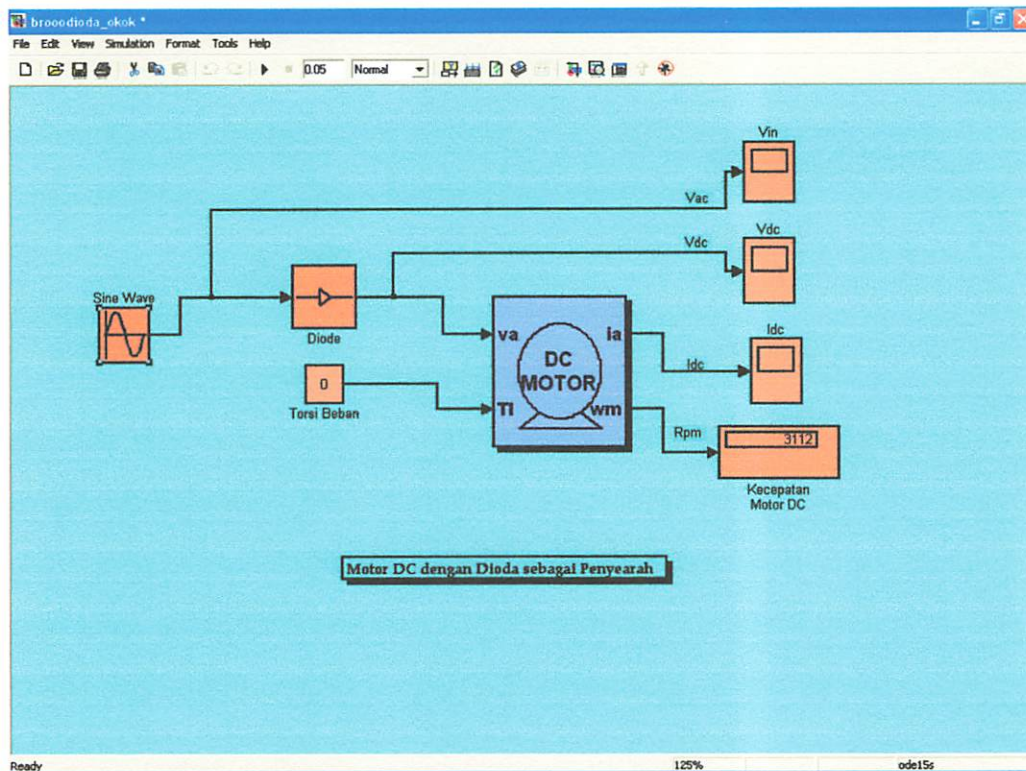 brooodioda_okok *
File Edit View Simulation Format Tools Help
0.05 Normal
Vin
Vac
Vdc
Vdc
Sine Wave
Diode
va
ia
DC
MOTOR
Idc
Idc
0
Torsi Beban
Tl
wm
Rpm
3112
Kecepatan
Motor DC
Motor DC dengan Dioda sebagai Penyearah
Ready 125% ode15s